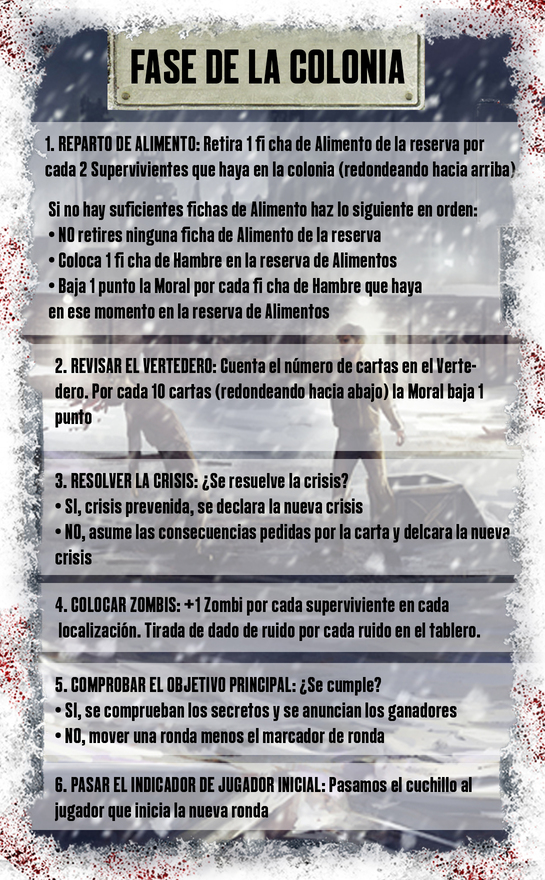 FASE DE LA COLONIA
1. REPARTO DE ALIMENTO: Retira 1 fi cha de Alimento de la reserva por
cada 2 Supervivientes que haya en la colonia (redondeando hacia arriba)
Si no hay suficientes fichas de Alimento haz lo siguiente en orden:
• NO retires ninguna ficha de Alimento de la reserva
• Coloca 1 fi cha de Hambre en la reserva de Alimentos
• Baja 1 punto la Moral por cada fi cha de Hambre que haya
en ese momento en la reserva de Alimentos
2. REVISAR EL VERTEDERO: Cuenta el número de cartas en el Verte-
dero. Por cada 10 cartas (redondeando hacia abajo) la Moral baja 1
punto
3. RESOLVER LA CRISIS: ¿Se resuelve la crisis?
• SI, crisis prevenida, se declara la nueva crisis
• NO, asume las consecuencias pedidas por la carta y delcara la nueva
crisis
4. COLOCAR ZOMBIS: +1 Zombi por cada superviviente en cada
localización. Tirada de dado de ruido por cada ruido en el tablero.
5. COMPROBAR EL OBJETIVO PRINCIPAL: ¿Se cumple?
• SI, se comprueban los secretos y se anuncian los ganadores
• NO, mover una ronda menos el marcador de ronda
6. PASAR EL INDICADOR DE JUGADOR INICIAL: Pasamos el cuchillo al
jugador que inicia la nueva ronda